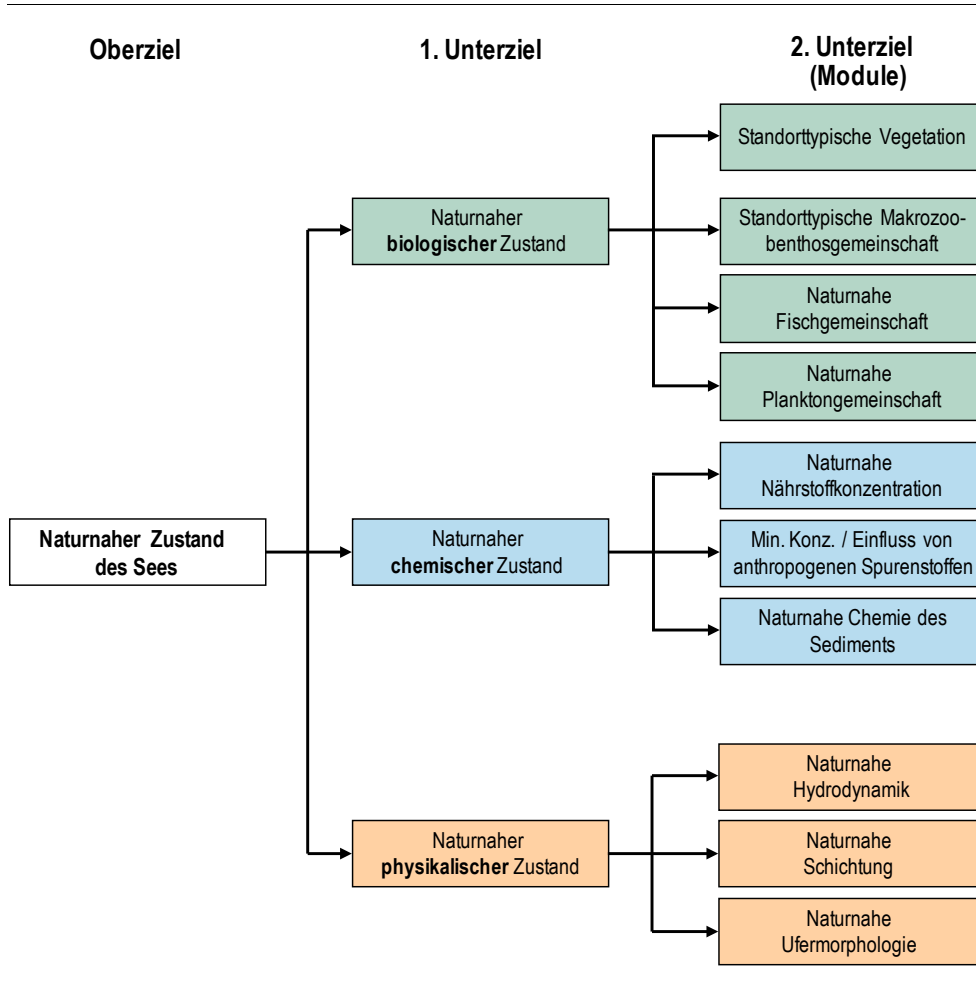 Oberziel
1. Unterziel
2. Unterziel
(Module)
Standorttypische Vegetation
Naturnaher
biologischer Zustand
Standorttypische Makrozoo-
benthosgemeinschaft
Naturnahe
Fischgemeinschaft
Naturnahe
Planktongemeinschaft
Naturnahe
Nährstoffkonzentration
Naturnaher Zustand
des Sees
Naturnaher
chemischer Zustand
Min. Konz. / Einfluss von
anthropogenen Spurenstoffen
Naturnahe Chemie des
Sediments
Naturnahe
Hydrodynamik
Naturnaher
physikalischer Zustand
Naturnahe
Schichtung
Naturnahe
Ufermorphologie